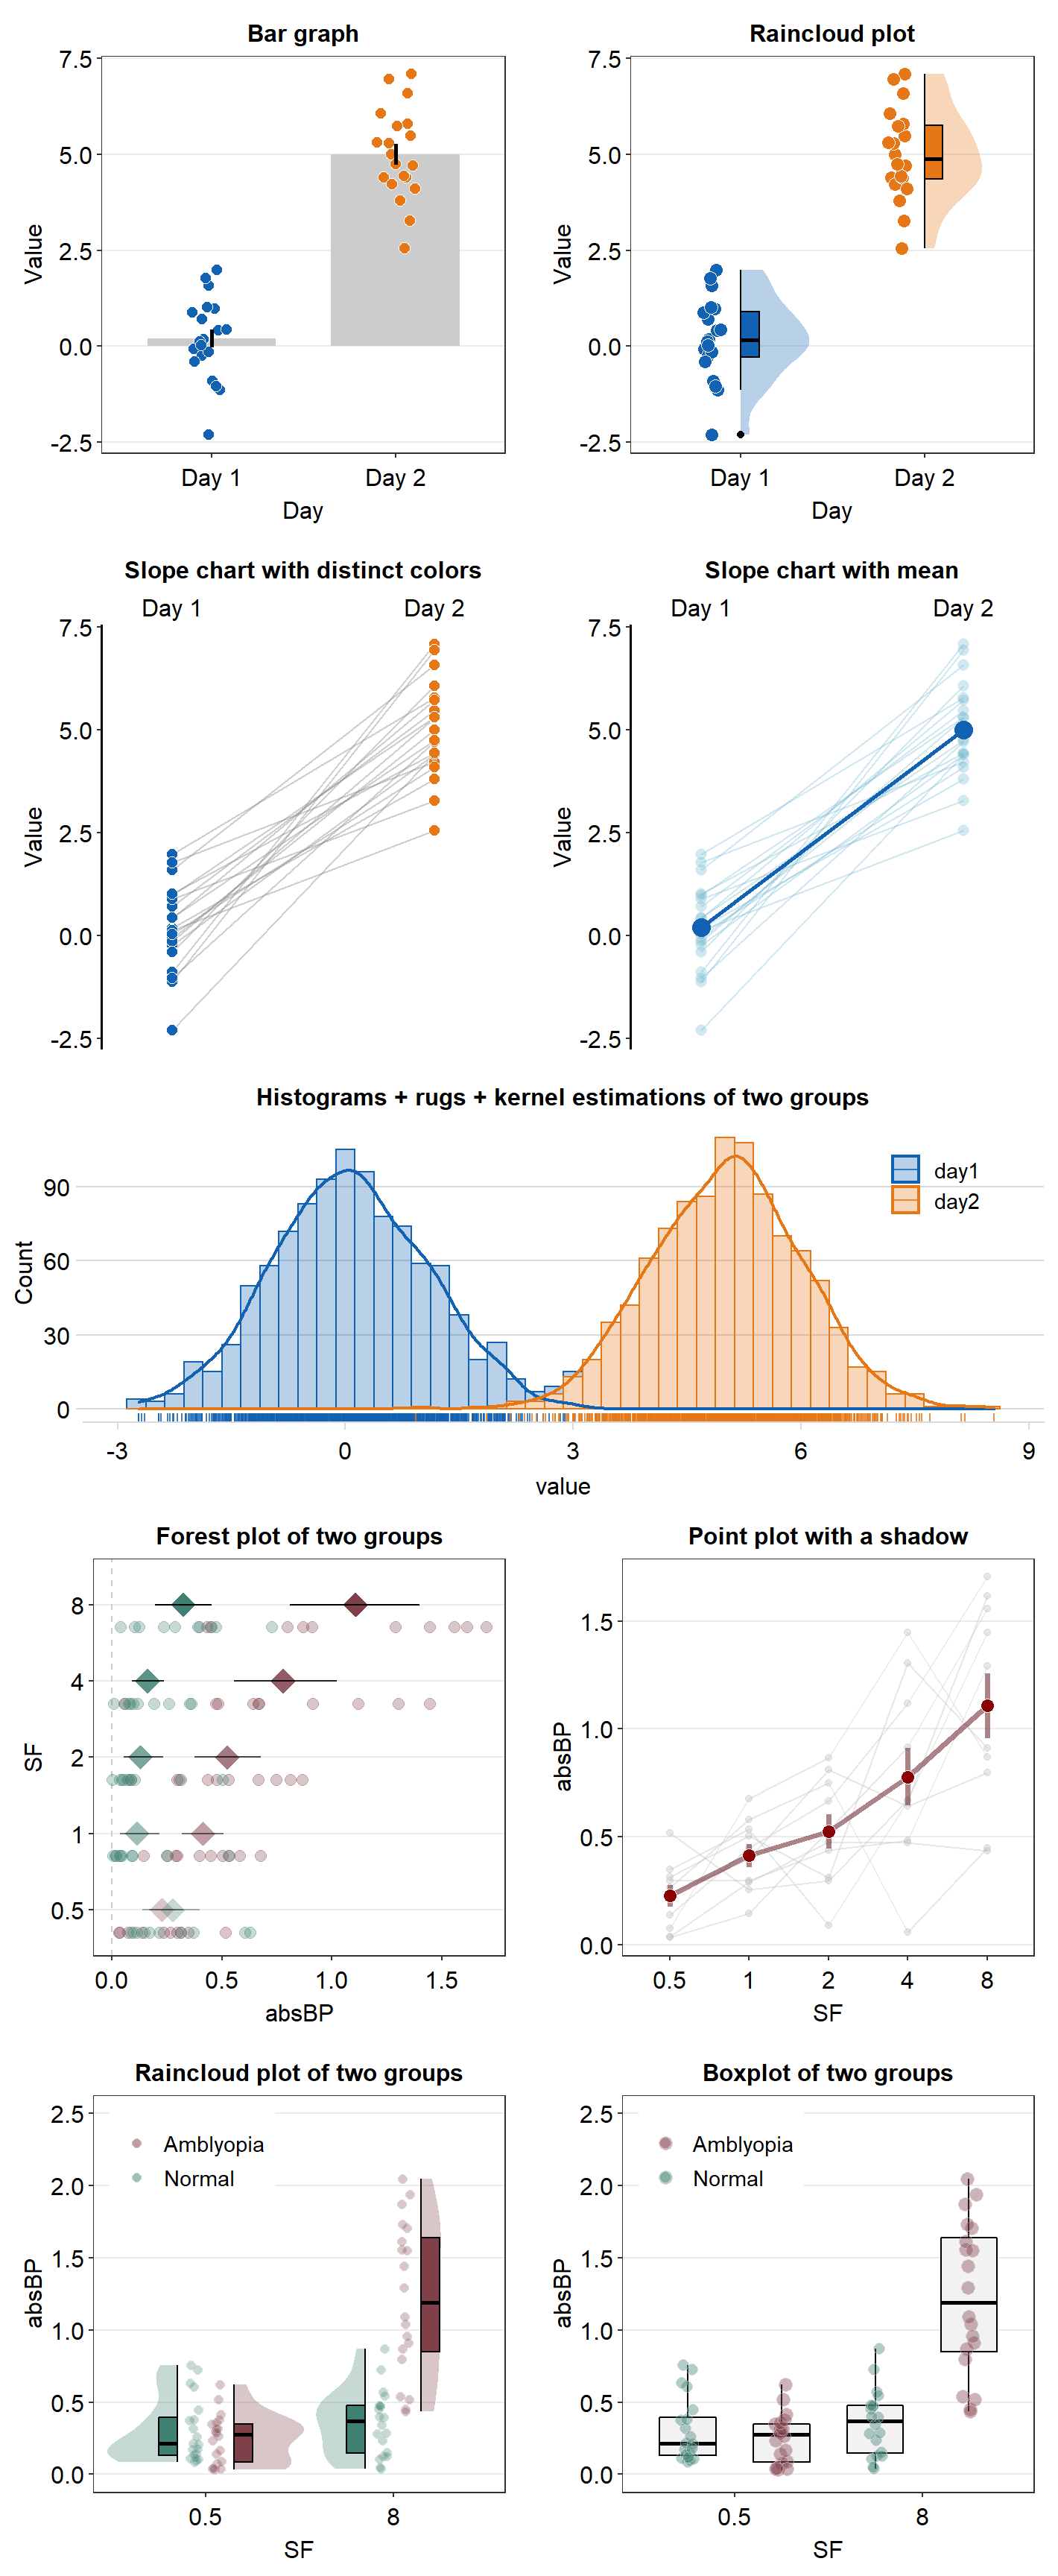 Bar graph
7.5
5.0
2.5
0.0
-2.5
Value
Day 1
Day 2
Day
Raincloud plot
7.5
5.0
2.5
0.0
-2.5
Value
Day 1
Day 2
Day
Slope chart with distinct colors
Day 1
Day 2
7.5
5.0
2.5
0.0
-2.5
Value
Slope chart with mean
Day 1
Day 2
7.5
5.0
2.5
0.0
-2.5
Value
Histograms + rugs + kernel estimations of two groups
90
60
30
0
Count
day1
day2
-3
0
3
6
9
value
Forest plot of two groups
8
4
2
1
0.5
SF
0.0
0.5
1.0
1.5
absBP
Point plot with a shadow
1.5
1.0
0.5
0.0
absBP
0.5
1
2
4
8
SF
Raincloud plot of two groups
2.5
2.0
1.5
1.0
0.5
0.0
absBP
Amblyopia
Normal
0.5
8
SF
Boxplot of two groups
2.5
2.0
1.5
1.0
0.5
0.0
absBP
Amblyopia
Normal
0.5
8
SF